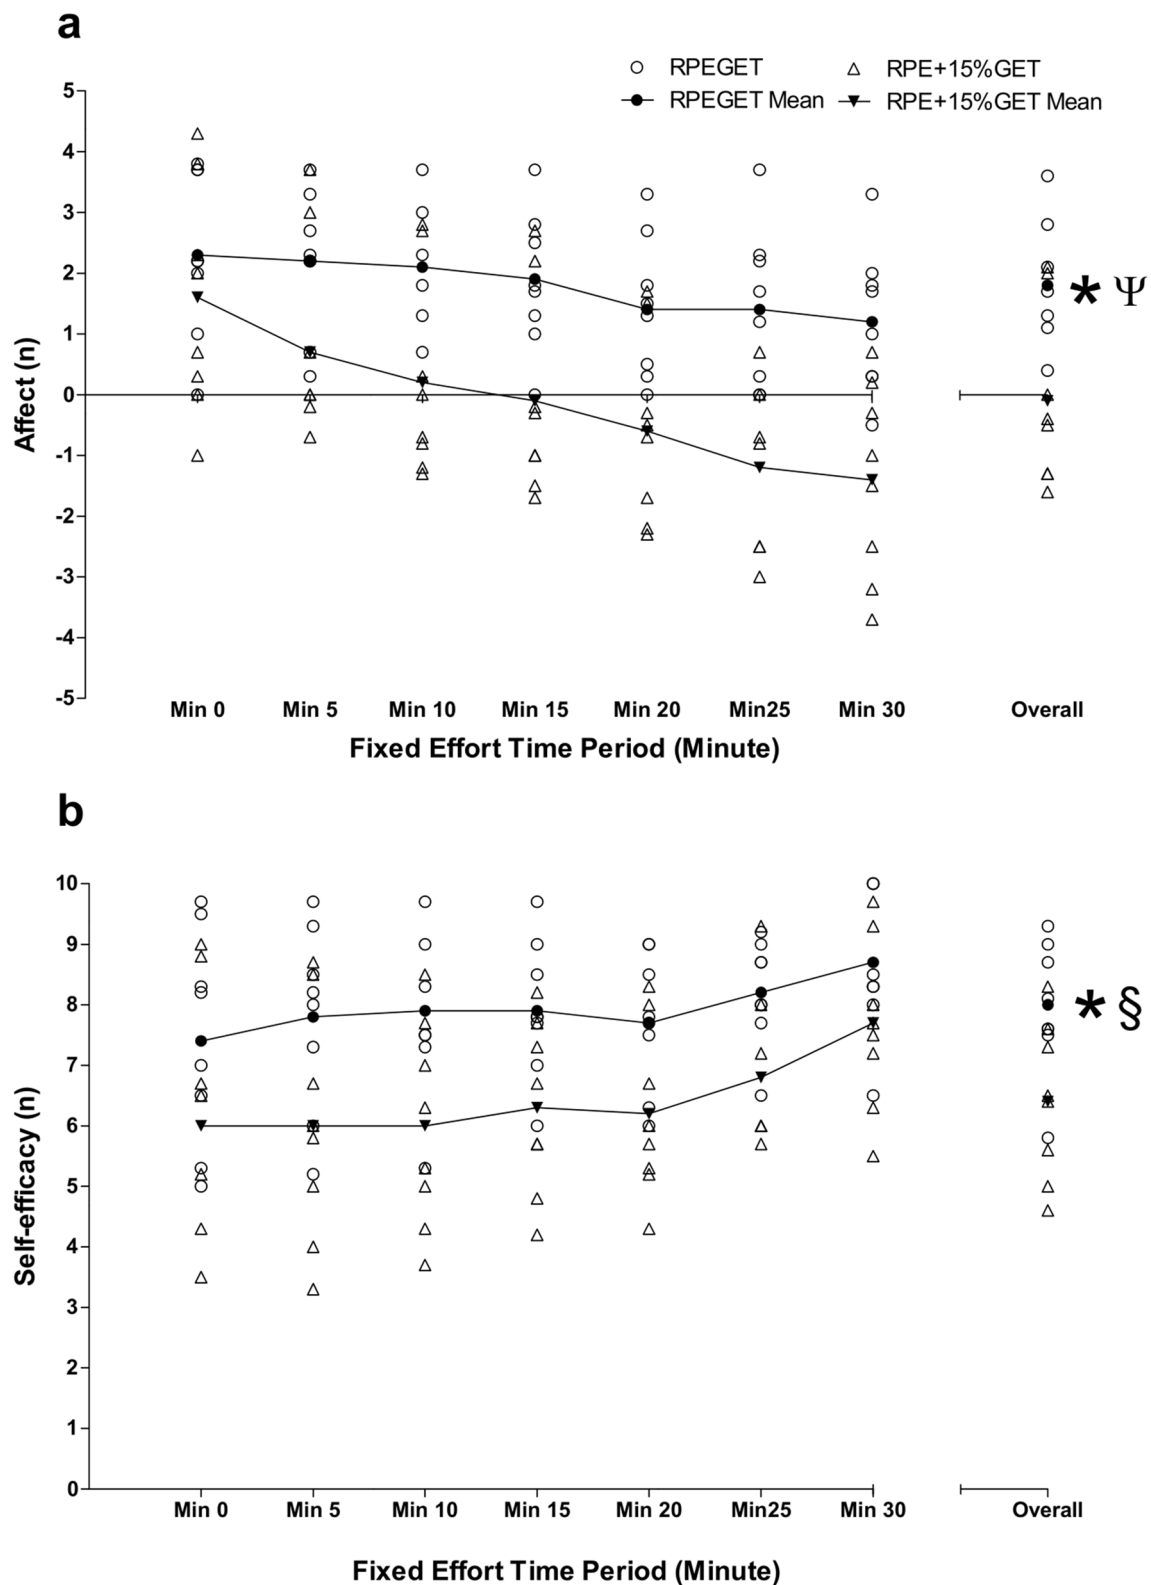 a
RPEGET RPE+15%GET
RPEGET Mean RPE+15%GET Mean
5
4
3
2
1
0
-1
-2
-3
-4
-5
Affect (n)
* Ψ
Min 0 Min 5 Min 10 Min 15 Min 20 Min25 Min 30 Overall
Fixed Effort Time Period (Minute)
b
10
9
8
7
6
5
4
3
2
1
0
Self-efficacy (n)
* §
Min 0 Min 5 Min 10 Min 15 Min 20 Min25 Min 30 Overall
Fixed Effort Time Period (Minute)